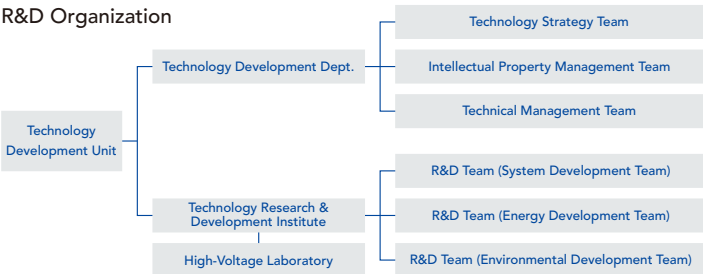 R&D Organization
Technology Strategy Team
Technology Development Dept.
Intellectual Property Management Team
Technical Management Team
Technology
Development Unit
R&D Team (System Development Team)
Technology Research &
Development Institute
R&D Team (Energy Development Team)
High-Voltage Laboratory
R&D Team (Environmental Development Team)